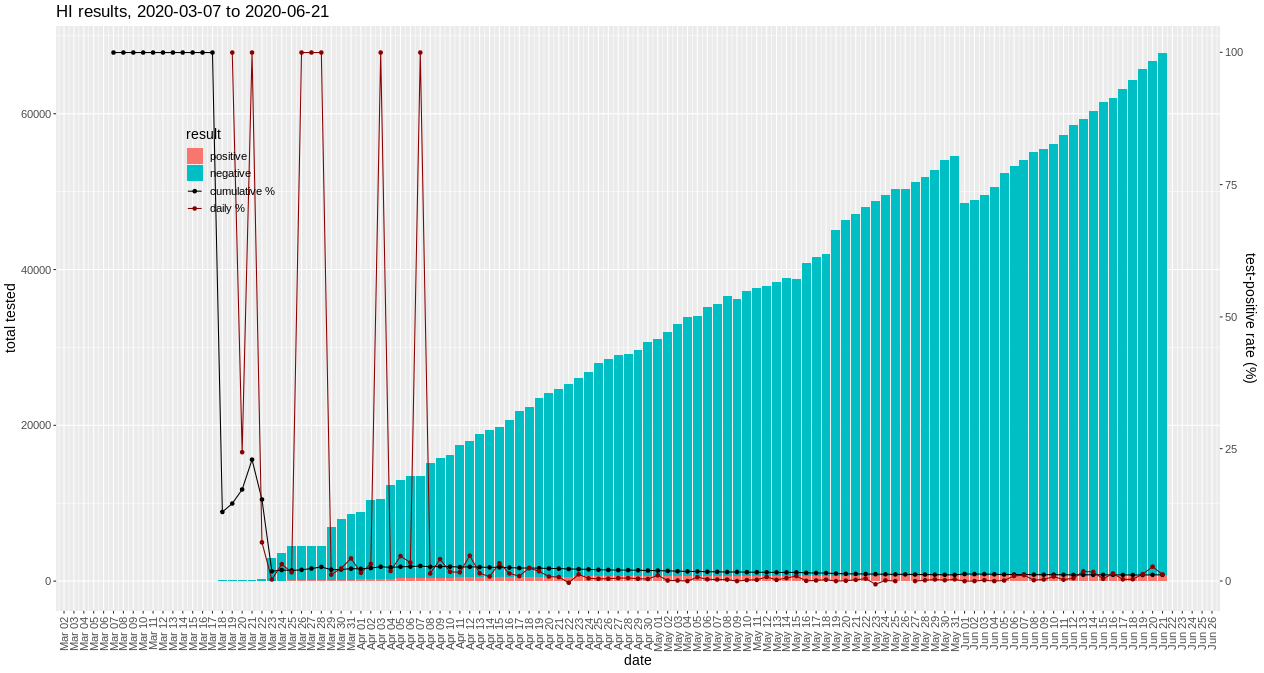 HI results, 2020-03-07 to 2020-06-21
total tested
60000
40000
20000
0
result
positive
negative
cumulative %
daily %
100
75
50
25
0
test-positive rate (%)
Mar 02
Mar 03
Mar 04
Mar 05
Mar 06
Mar 07
Mar 08
Mar 09
Mar 10
Mar 11
Mar 12
Mar 13
Mar 14
Mar 15
Mar 16
Mar 17
Mar 18
Mar 19
Mar 20
Mar 21
Mar 22
Mar 23
Mar 24
Mar 25
Mar 26
Mar 27
Mar 28
Mar 29
Mar 30
Mar 31
Apr 01
Apr 02
Apr 03
Apr 04
Apr 05
Apr 06
Apr 07
Apr 08
Apr 09
Apr 10
Apr 11
Apr 12
Apr 13
Apr 14
Apr 15
Apr 16
Apr 17
Apr 18
Apr 19
Apr 20
Apr 21
Apr 22
Apr 23
Apr 24
Apr 25
Apr 26
Apr 27
Apr 28
Apr 29
Apr 30
May 01
May 02
May 03
May 04
May 05
May 06
May 07
May 08
May 09
May 10
May 11
May 12
May 13
May 14
May 15
May 16
May 17
May 18
May 19
May 20
May 21
May 22
May 23
May 24
May 25
May 26
May 27
May 28
May 29
May 30
May 31
Jun 01
Jun 02
Jun 03
Jun 04
Jun 05
Jun 06
Jun 07
Jun 08
Jun 09
Jun 10
Jun 11
Jun 12
Jun 13
Jun 14
Jun 15
Jun 16
Jun 17
Jun 18
Jun 19
Jun 20
Jun 21
Jun 22
Jun 23
Jun 24
Jun 25
Jun 26
date